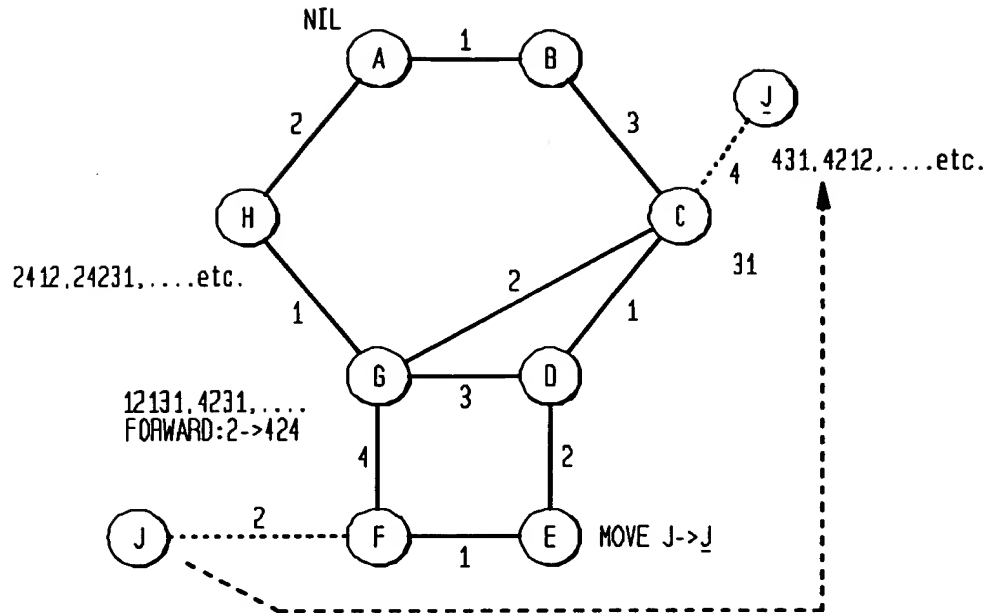 NIL
A
1
B
J
2
3
4
431,4212,.....etc.
H
C
31
2412,24231,....etc.
2
1
1
G
3
D
12131,4231,....
FORWARD:2->424
4
2
J
2
F
1
E
MOVE J->J